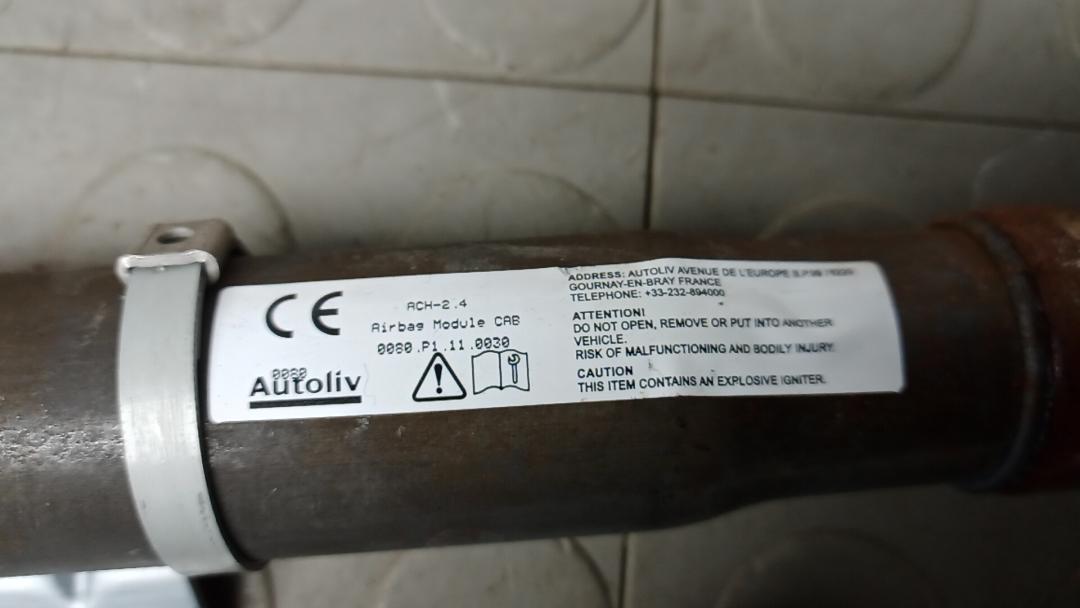 CE
ACH-2.4
Airbag Module CAB
0080.P1.11.0030
0080
Autoliv
ADDRESS: AUTOLIV AVENUE DE L'EUROPE
GOURNAY-EN-BRAY FRANCE
TELEPHONE: +33-232-894000
ATTENTION!
DO NOT OPEN, REMOVE OR PUT INTO ANOTHER
VEHICLE.
RISK OF MALFUNCTIONING AND BODILY INJURY.
CAUTION
THIS ITEM CONTAINS AN EXPLOSIVE IGNITER.